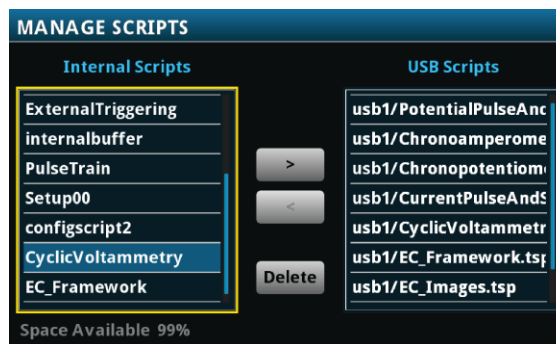 MANAGE SCRIPTS
Internal Scripts
ExternalTriggering
internalbuffer
PulseTrain
Setup00
configscript2
CyclicVoltammetry
EC_Framework
>
<
Delete
USB Scripts
usb1/PotentialPulseAnd
usb1/Chronoamperome
usb1/Chronopotentiom
usb1/CurrentPulseAndS
usb1/CyclicVoltammetr
usb1/EC_Framework.tsp
usb1/EC_Images.tsp
Space Available 99%